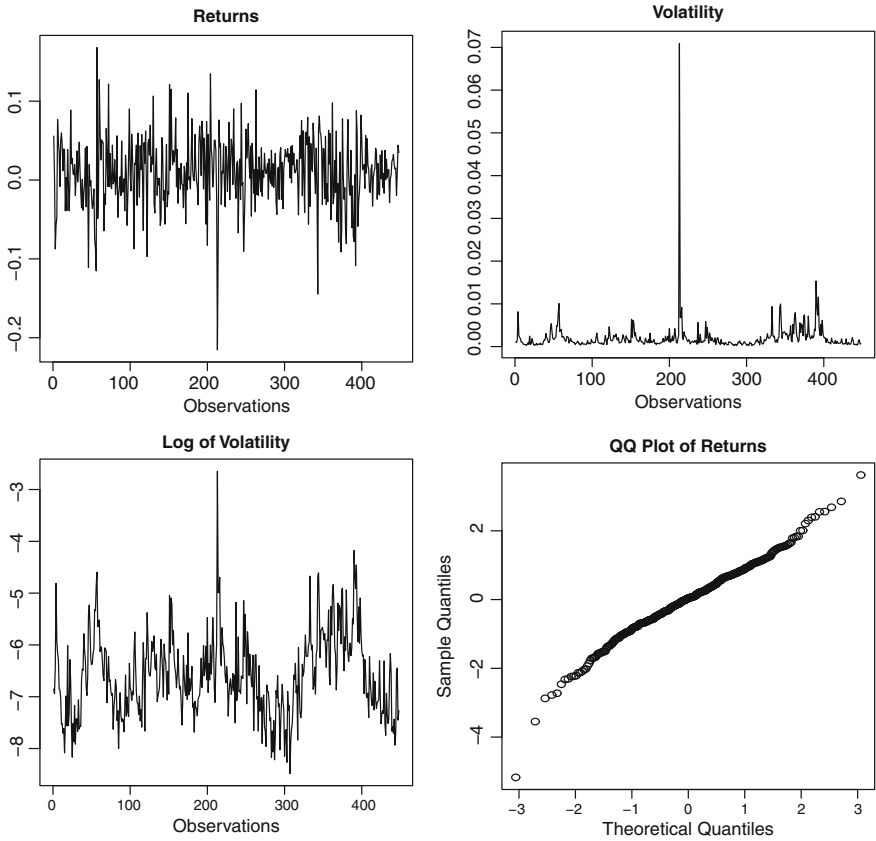 Returns
0.1
0.0
−0.1
−0.2
0 100 200 300 400
Observations
Volatility
0.07
0.06
0.05
0.04
0.03
0.02
0.01
0.00
0 100 200 300 400
Observations
Log of Volatility
−3
−4
−5
−6
−7
−8
0 100 200 300 400
Observations
QQ Plot of Returns
Sample Quantiles
2
0
−2
−4
−3 −2 −1 0 1 2 3
Theoretical Quantiles